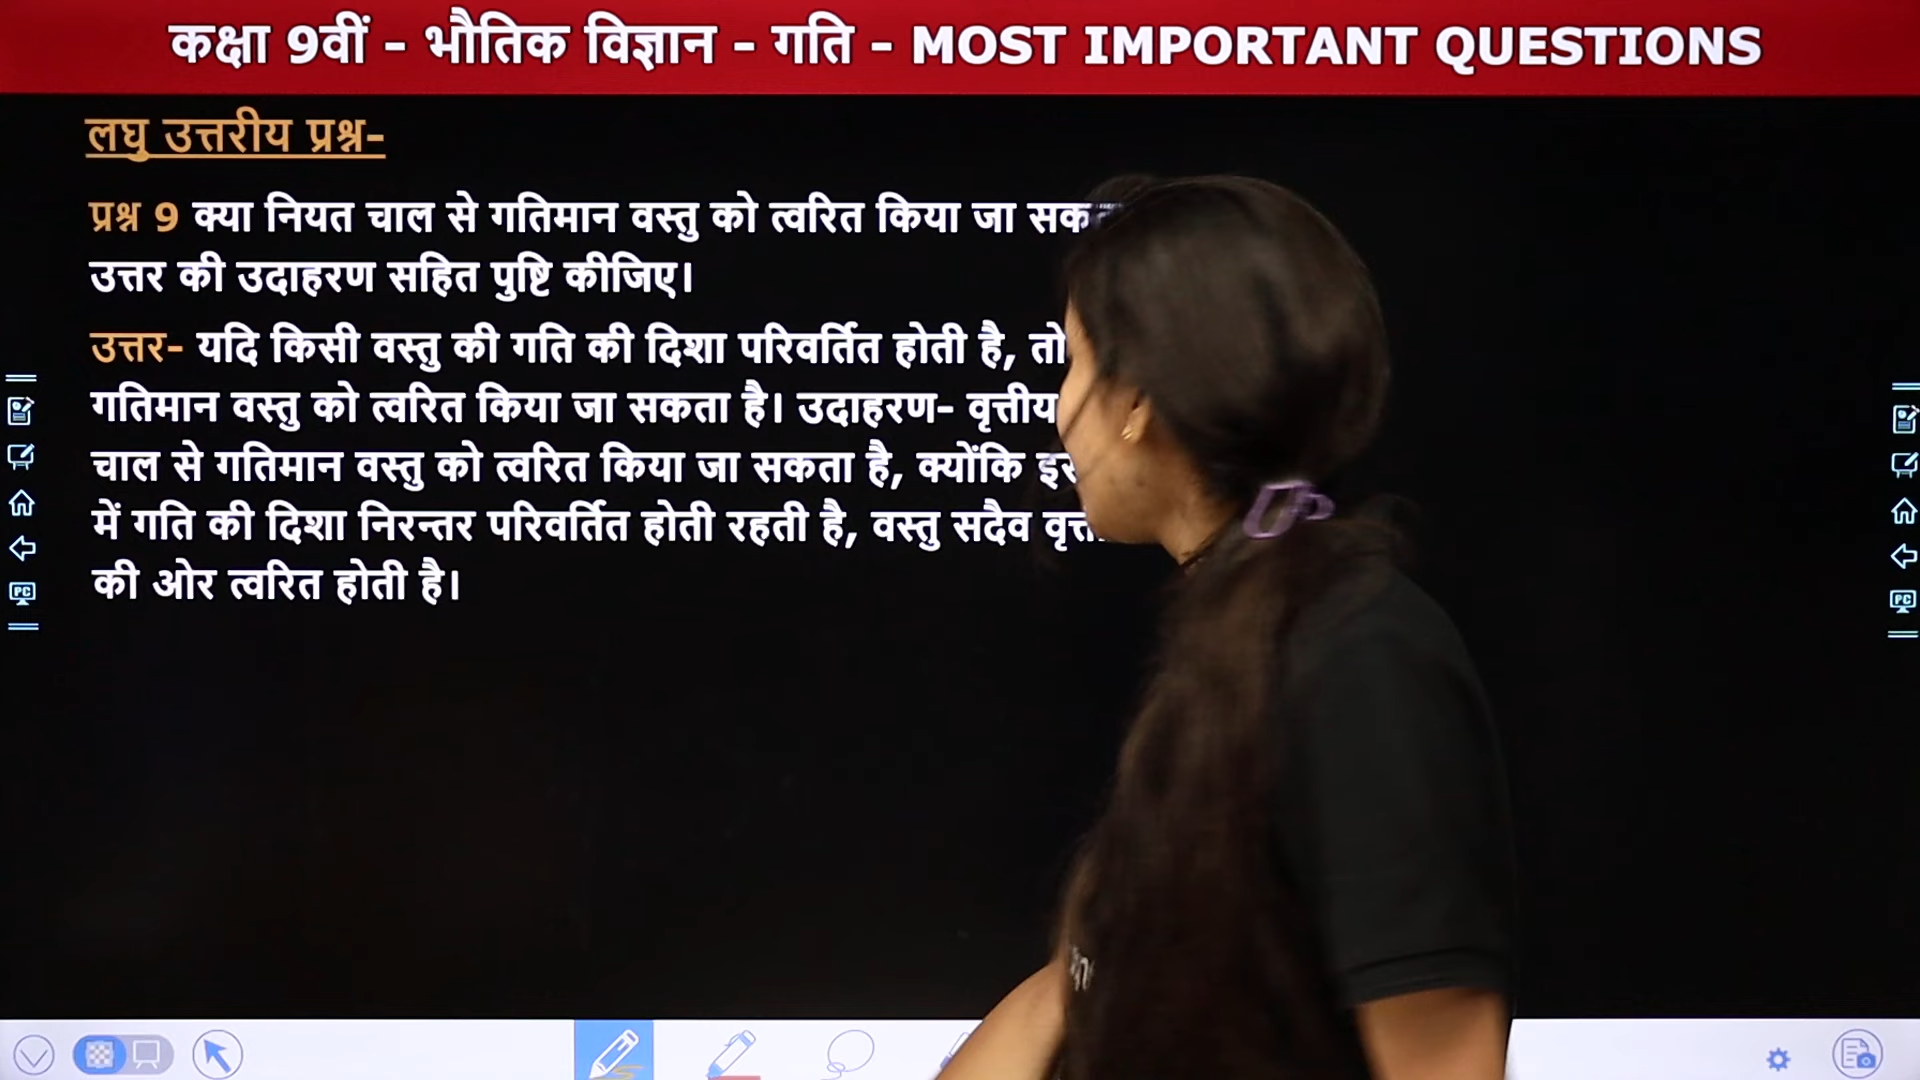 कक्षा 9वीं - भौतिक विज्ञान - गति - MOST IMPORTANT QUESTIONS
लघु उत्तरीय प्रश्न-
प्रश्न 9 क्या नियत चाल से गतिमान वस्तु को त्वरित किया जा
उत्तर की उदाहरण सहित पुष्टि कीजिए।
उत्तर- यदि किसी वस्तु की गति की दिशा परिवर्तित होती है, तो
गतिमान वस्तु को त्वरित किया जा सकता है। उदाहरण- वृत्तीय
चाल से गतिमान वस्तु को त्वरित किया जा सकता है, क्योंकि
में गति की दिशा निरन्तर परिवर्तित होती रहती है, वस्तु सदैव
की ओर त्वरित होती है।
PC
PC